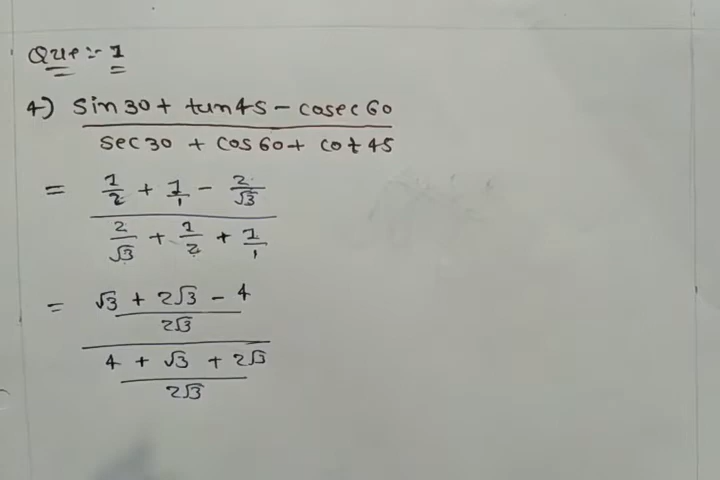 Que :- 1
4) sin 30 + tan 45 - cosec 60
sec 30 + cos 60 + cot 45
= 1/2 + 1/1 - 2/√3
2/√3 + 1/2 + 1/1
= √3 + 2√3 - 4
2√3
4 + √3 + 2√3
2√3